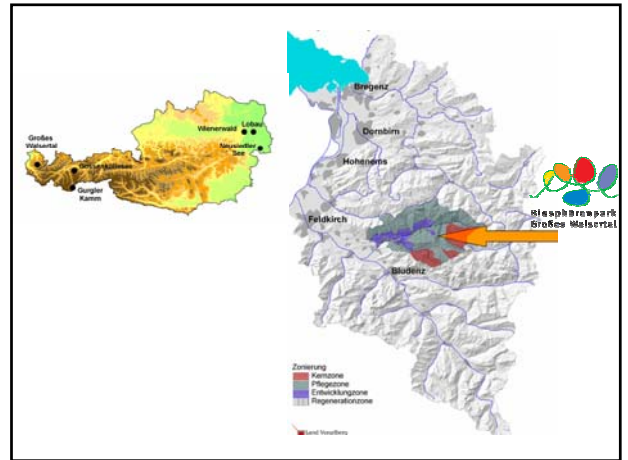 Großes
Walsertal
Gossenköllesee
Gurgler
Kamm
Wienerwald
Lobau
Neusiedler
See
Bregenz
Dornbirn
Hohenems
Feldkirch
Bludenz
Biosphärenpark
Großes Walsertal
Zonierung
Kernzone
Pflegezone
Entwicklungzone
Regenerationzone
Land Vorarlberg